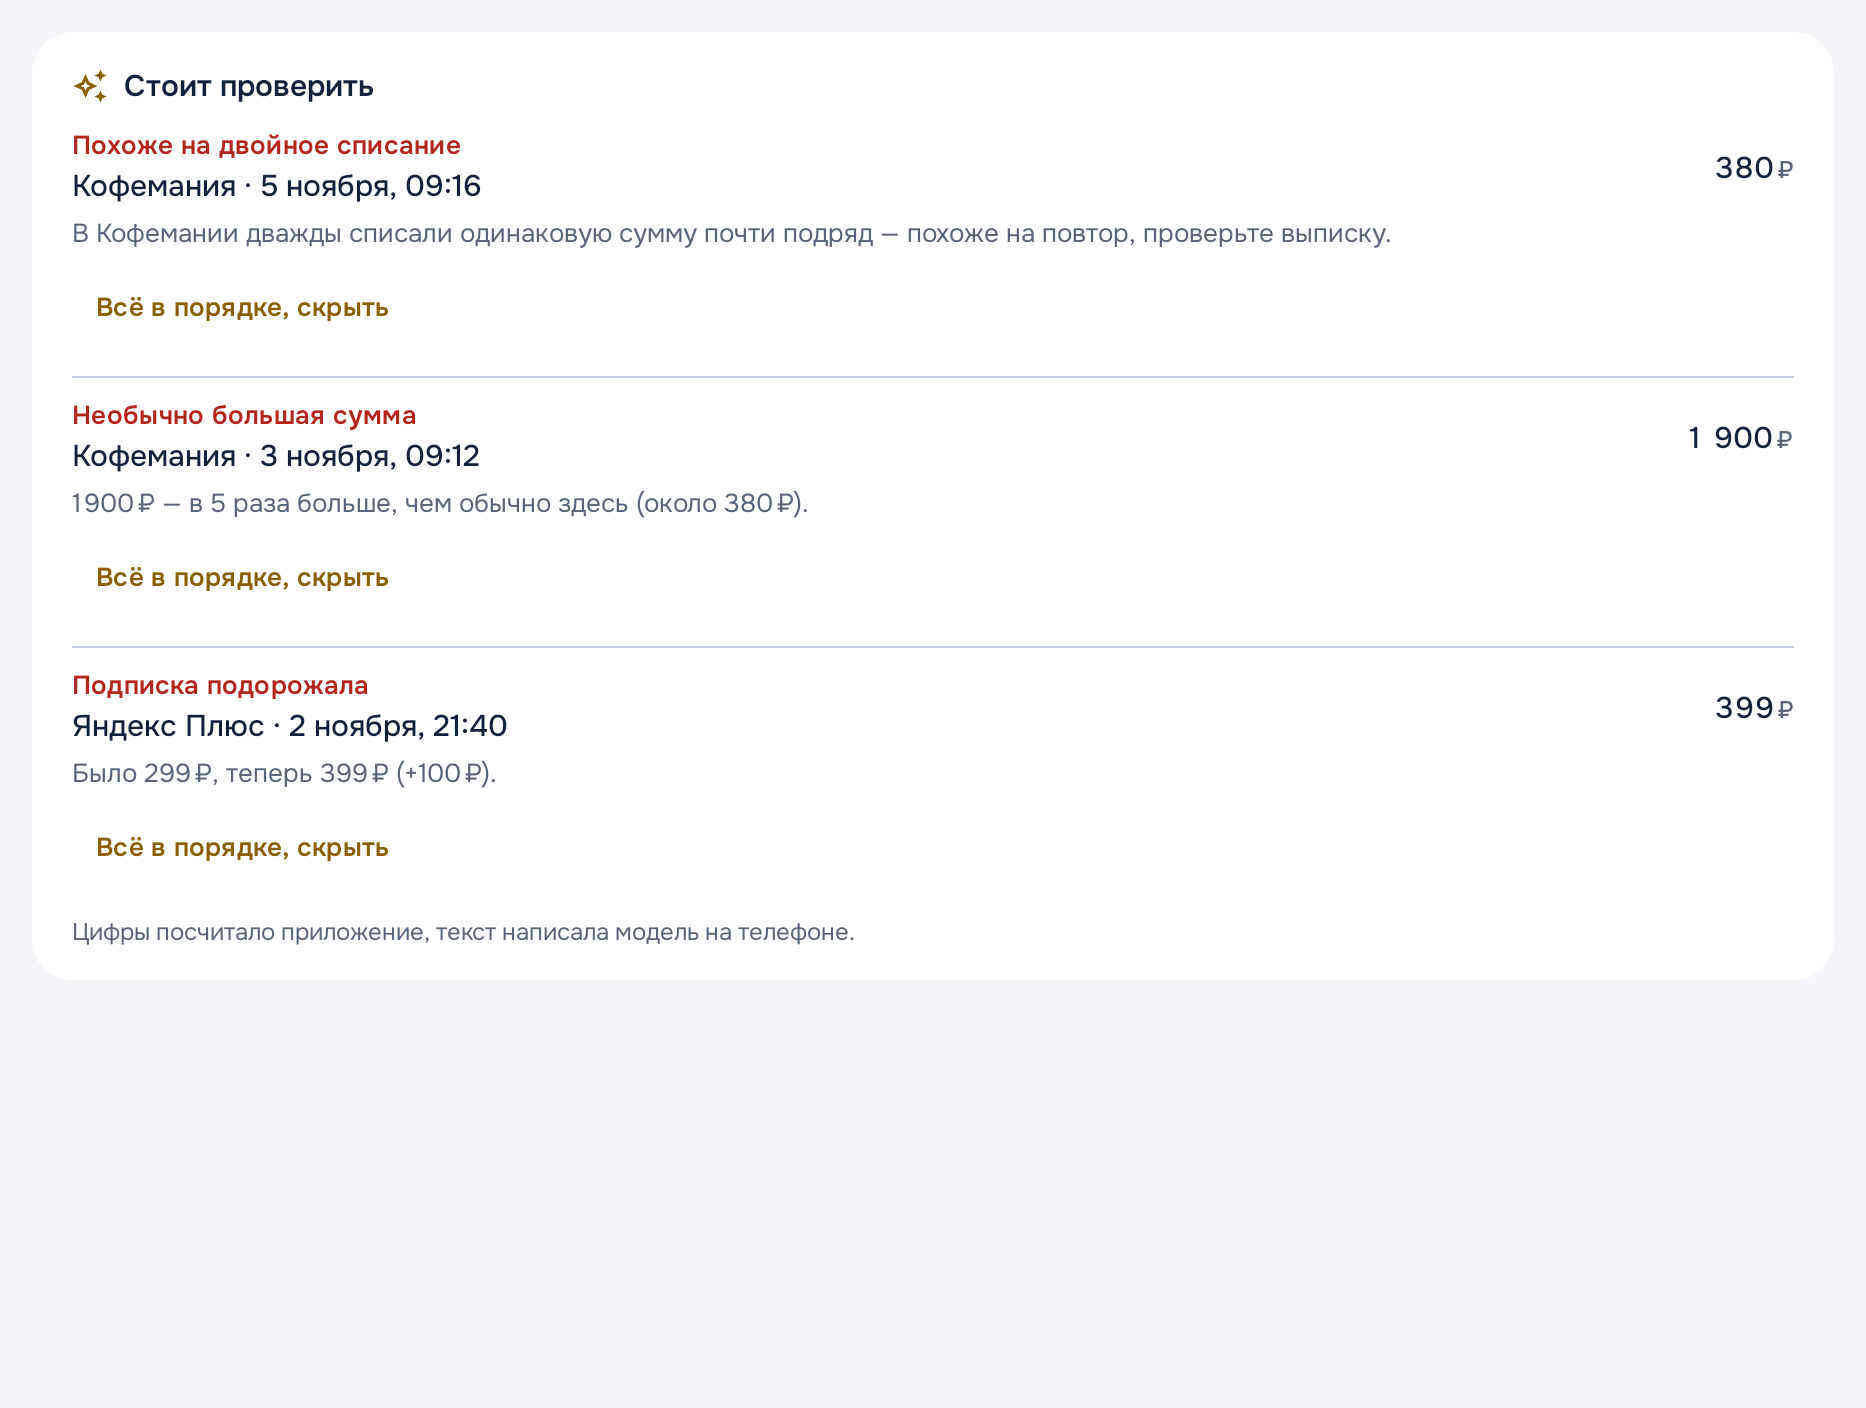 Стоит проверить
Похоже на двойное списание
Кофемания · 5 ноября, 09:16
380 ₽
В Кофемании дважды списали одинаковую сумму почти подряд — похоже на повтор, проверьте выписку.
Всё в порядке, скрыть
Необычно большая сумма
Кофемания · 3 ноября, 09:12
1 900 ₽
1 900 ₽ — в 5 раза больше, чем обычно здесь (около 380 ₽).
Всё в порядке, скрыть
Подписка подорожала
Яндекс Плюс · 2 ноября, 21:40
399 ₽
Было 299 ₽, теперь 399 ₽ (+100 ₽).
Всё в порядке, скрыть
Цифры посчитало приложение, текст написала модель на телефоне.